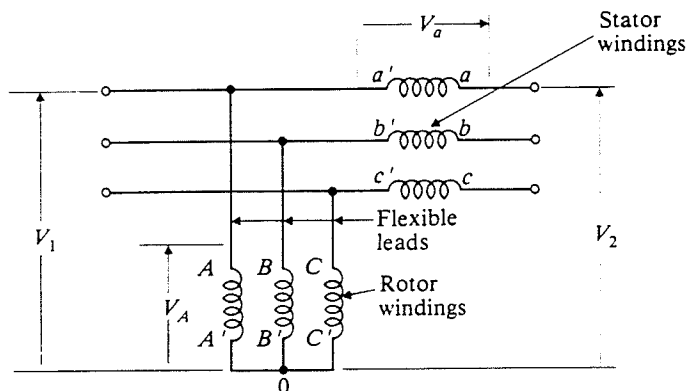 Stator
windings
V_a
a' a
b' b
c' c
Flexible
leads
V_1
V_2
A B C
Rotor
windings
V_A
A' B' C'
0